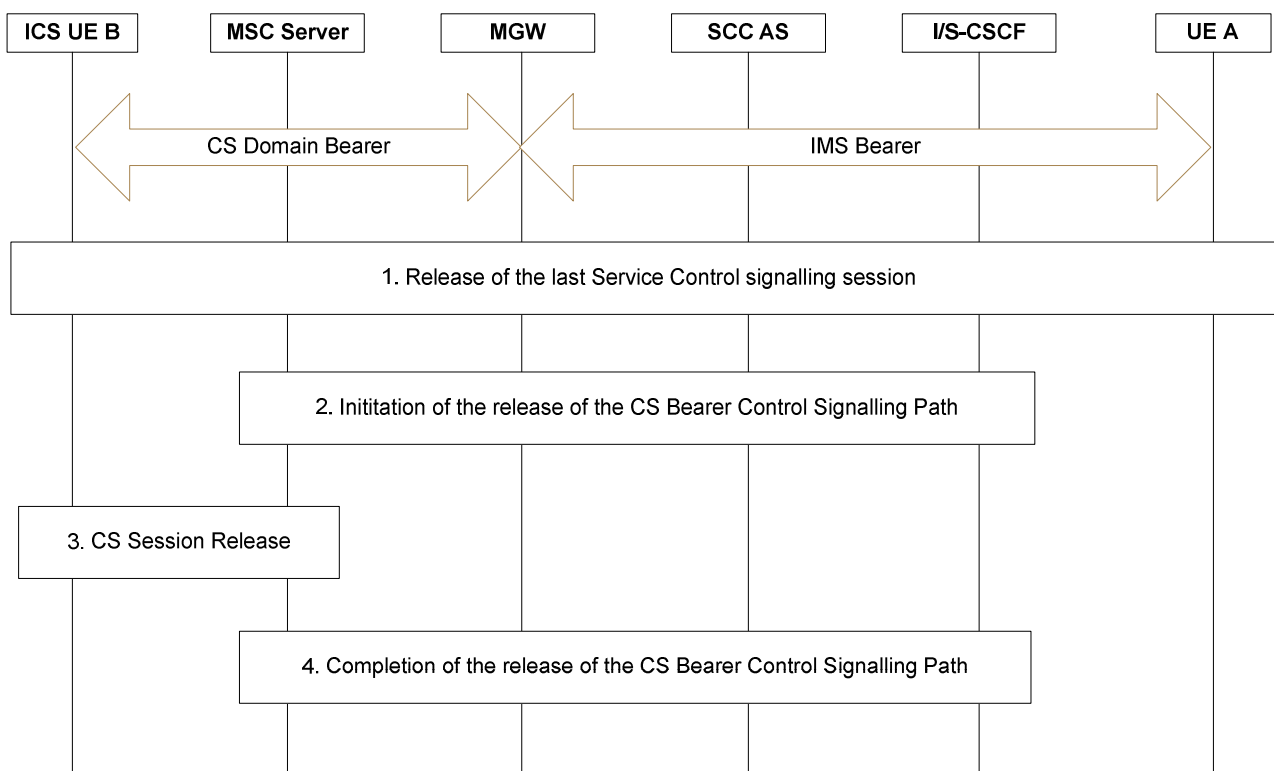 ICS UE B
MSC Server
MGW
SCC AS
I/S-CSCF
UE A
CS Domain Bearer
IMS Bearer
1. Release of the last Service Control signalling session
2. Inititation of the release of the CS Bearer Control Signalling Path
3. CS Session Release
4. Completion of the release of the CS Bearer Control Signalling Path